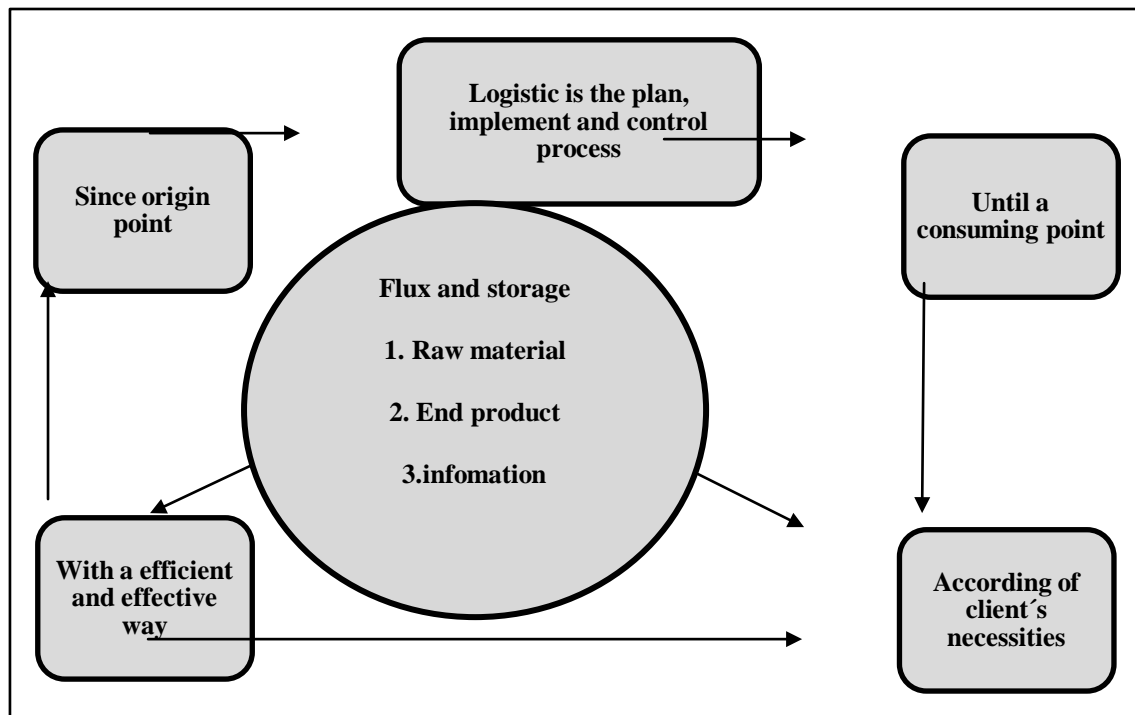 Logistic is the plan,
implement and control
process
Since origin
point
Until a
consuming point
Flux and storage
1. Raw material
2. End product
3.infomation
With a efficient
and effective
way
According of
client´s
necessities